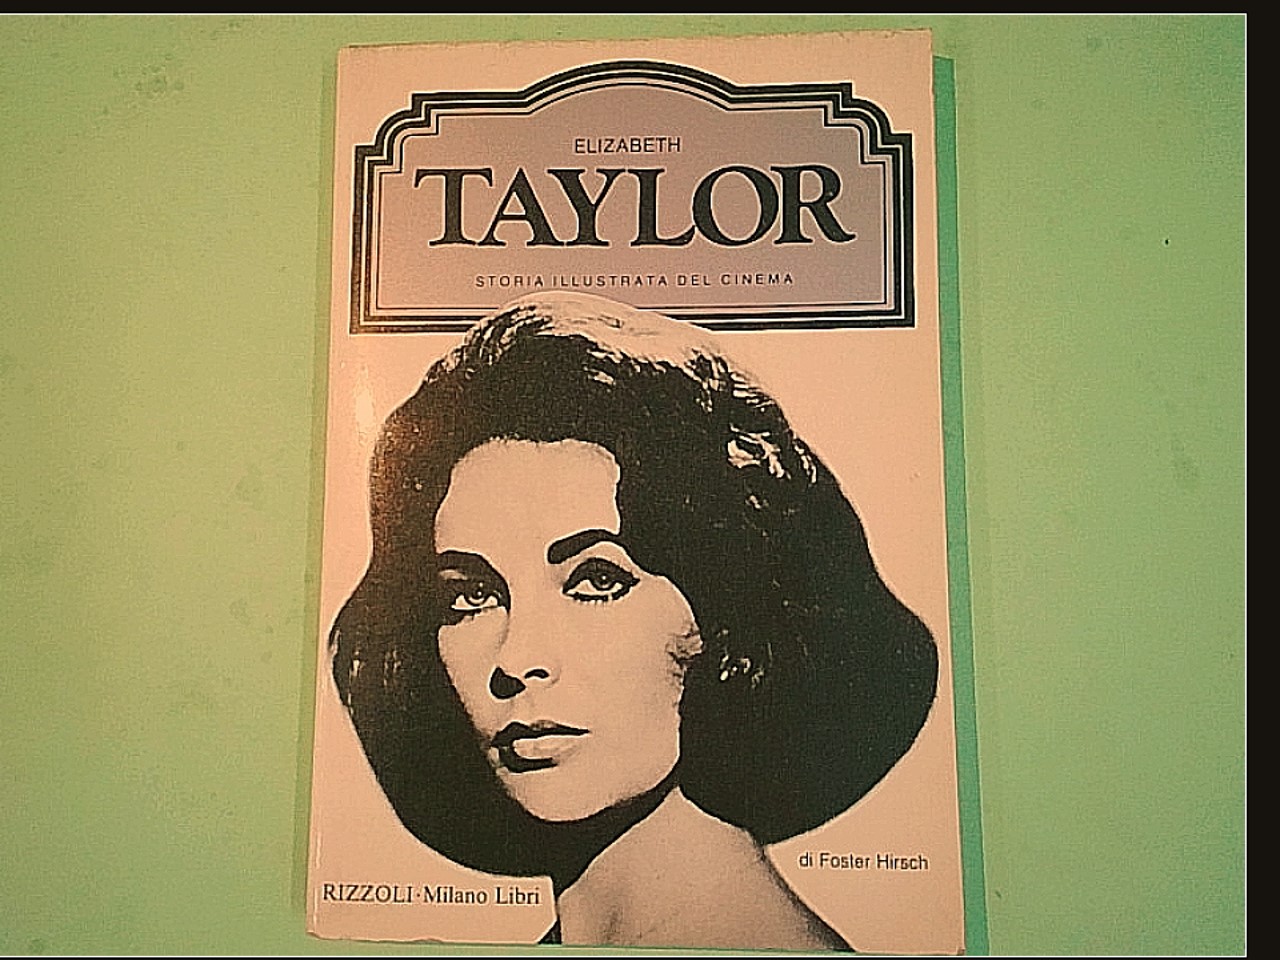 ELIZABETH
TAYLOR
STORIA ILLUSTRATA DEL CINEMA
di Foster Hirsch
RIZZOLI·Milano Libri